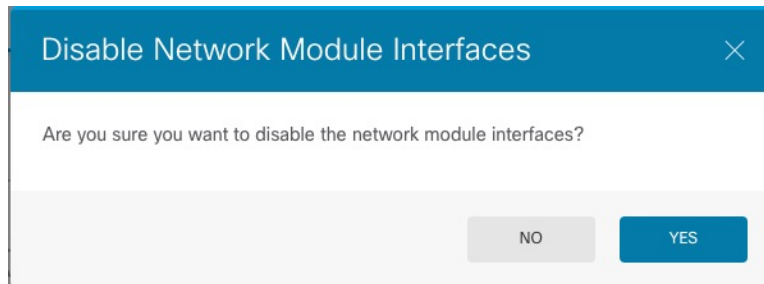 Disable Network Module Interfaces
Are you sure you want to disable the network module interfaces?
NO YES